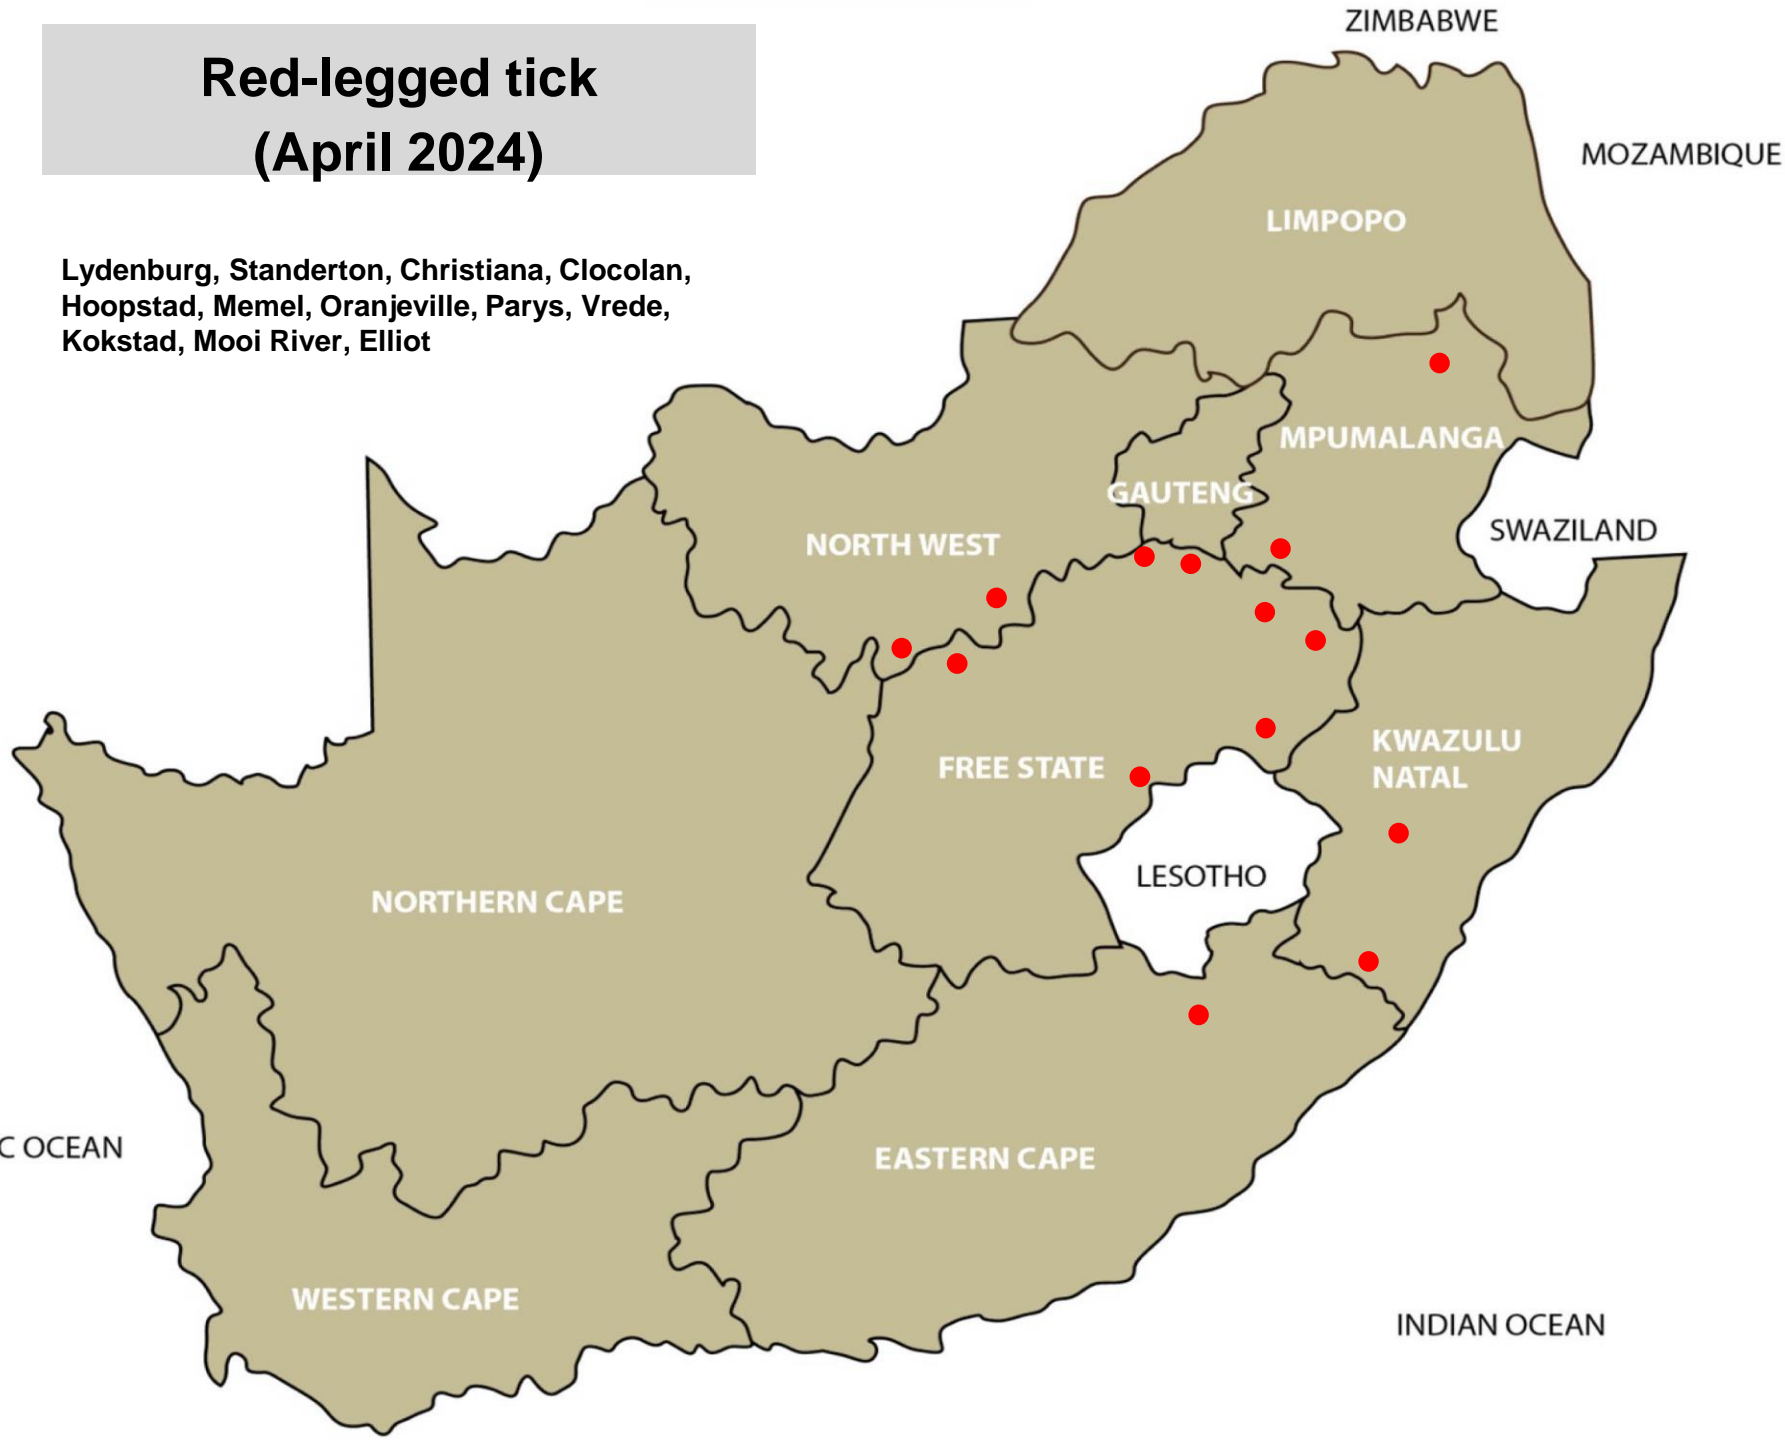 Red-legged tick
(April 2024)
Lydenburg, Standerton, Christiana, Clocolan,
Hoopstad, Memel, Oranjeville, Parys, Vrede,
Kokstad, Mooi River, Elliot
ZIMBABWE
MOZAMBIQUE
LIMPOPO
MPUMALANGA
GAUTENG
SWAZILAND
NORTH WEST
KWAZULU
NATAL
FREE STATE
LESOTHO
NORTHERN CAPE
C OCEAN
EASTERN CAPE
WESTERN CAPE
INDIAN OCEAN